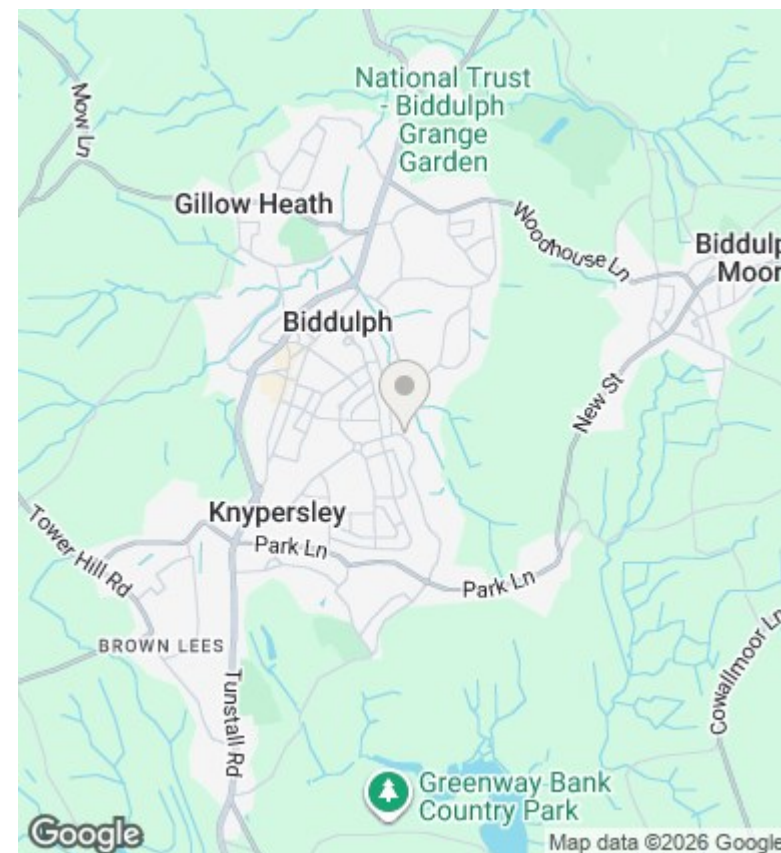 National Trust
- Biddulph
Grange
Garden
Mow Ln
Gillow Heath
Woodhouse Ln
Biddulp
Moor
Biddulph
New St
Knypersley
Tower Hill Rd
Park Ln
Park Ln
BROWN LEES
Cowallmoor Ln
Tunstall Rd
Greenway Bank
Country Park
Google
Map data ©2026 Google